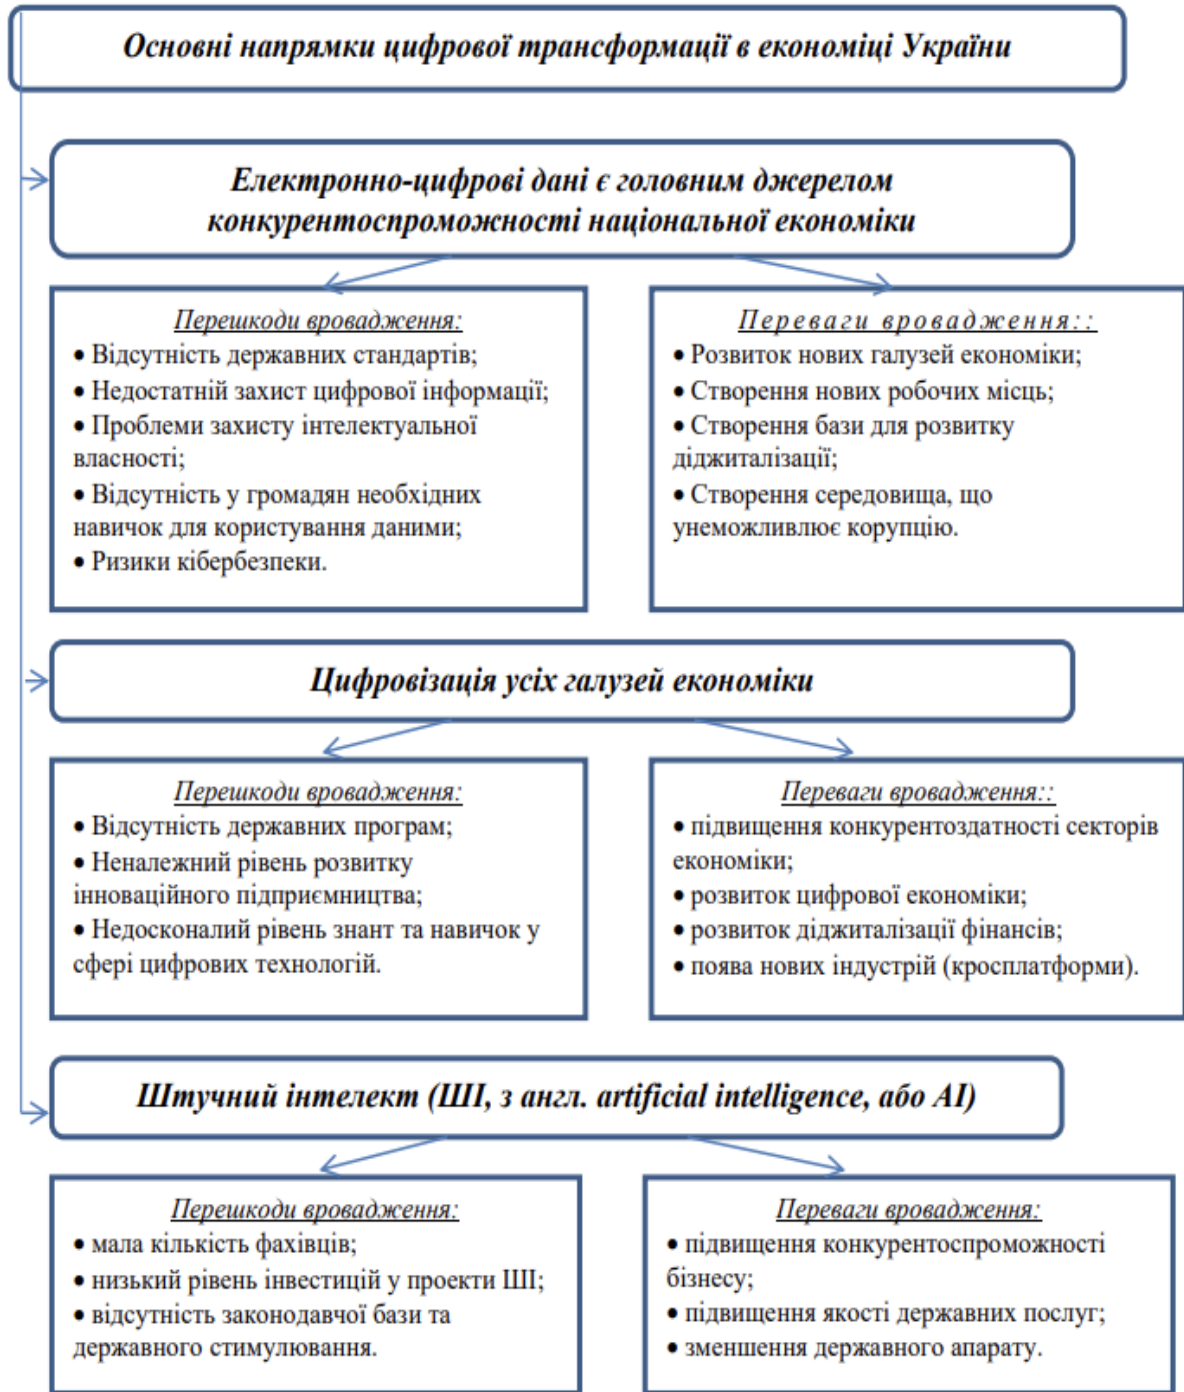 Основні напрямки цифрової трансформації в економіці України
Електронно-цифрові дані є головним джерелом
конкурентоспроможності національної економіки
Перешкоди вровадження:
• Відсутність державних стандартів;
• Недостатній захист цифрової інформації;
• Проблеми захисту інтелектуальної
власності;
• Відсутність у громадян необхідних
навичок для користування даними;
• Ризики кібербезпеки.
Переваги вровадження::
• Розвиток нових галузей економіки;
• Створення нових робочих місць;
• Створення бази для розвитку
діджиталізації;
• Створення середовища, що
унеможливлює корупцію.
Цифровізація усіх галузей економіки
Перешкоди вровадження:
• Відсутність державних програм;
• Неналежний рівень розвитку
інноваційного підприємництва;
• Недосконалий рівень знант та навичок у
сфері цифрових технологій.
Переваги вровадження::
• підвищення конкурентоздатності секторів
економіки;
• розвиток цифрової економіки;
• розвиток діджиталізації фінансів;
• поява нових індустрій (кросплатформи).
Штучний інтелект (ШІ, з англ. artificial intelligence, або AI)
Перешкоди вровадження:
• мала кількість фахівців;
• низький рівень інвестицій у проекти ШІ;
• відсутність законодавчої бази та
державного стимулювання.
Переваги вровадження:
• підвищення конкурентоспроможності
бізнесу;
• підвищення якості державних послуг;
• зменшення державного апарату.